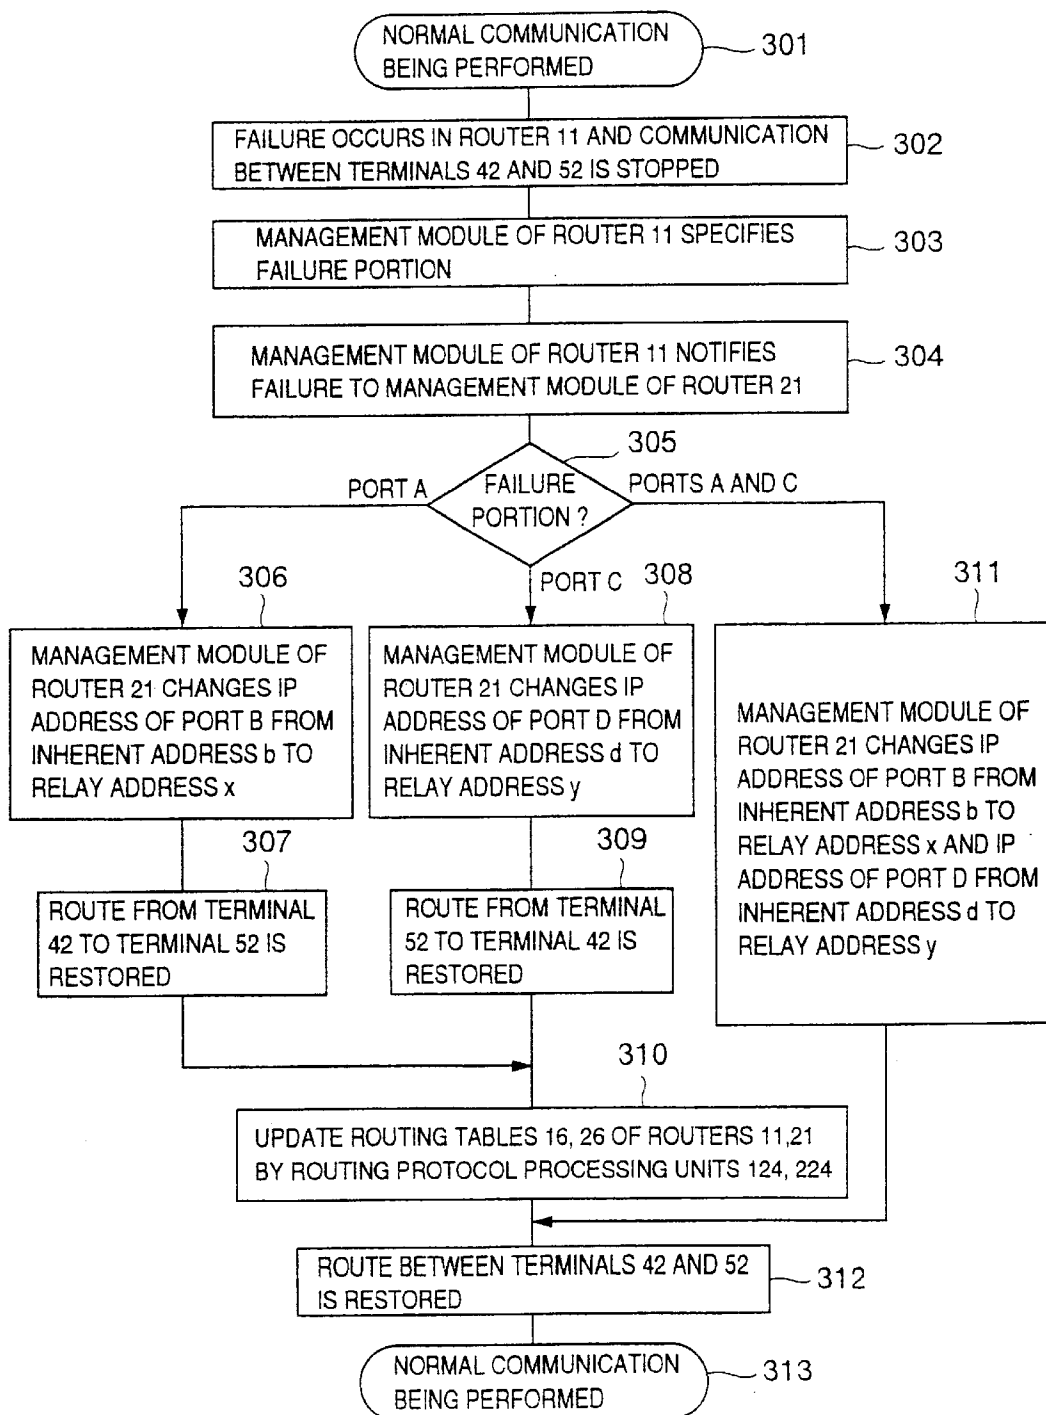 NORMAL COMMUNICATION
BEING PERFORMED
301
FAILURE OCCURS IN ROUTER 11 AND COMMUNICATION
BETWEEN TERMINALS 42 AND 52 IS STOPPED
302
MANAGEMENT MODULE OF ROUTER 11 SPECIFIES
FAILURE PORTION
303
MANAGEMENT MODULE OF ROUTER 11 NOTIFIES
FAILURE TO MANAGEMENT MODULE OF ROUTER 21
304
305
FAILURE
PORTION ?
PORT A
PORTS A AND C
PORT C
306
MANAGEMENT MODULE OF
ROUTER 21 CHANGES IP
ADDRESS OF PORT B FROM
INHERENT ADDRESS b TO
RELAY ADDRESS x
308
MANAGEMENT MODULE OF
ROUTER 21 CHANGES IP
ADDRESS OF PORT D FROM
INHERENT ADDRESS d TO
RELAY ADDRESS y
311
MANAGEMENT MODULE OF
ROUTER 21 CHANGES IP
ADDRESS OF PORT B FROM
INHERENT ADDRESS b TO
RELAY ADDRESS x AND IP
ADDRESS OF PORT D FROM
INHERENT ADDRESS d TO
RELAY ADDRESS y
307
ROUTE FROM TERMINAL
42 TO TERMINAL 52 IS
RESTORED
309
ROUTE FROM TERMINAL
52 TO TERMINAL 42 IS
RESTORED
310
UPDATE ROUTING TABLES 16, 26 OF ROUTERS 11,21
BY ROUTING PROTOCOL PROCESSING UNITS 124, 224
ROUTE BETWEEN TERMINALS 42 AND 52
IS RESTORED
312
NORMAL COMMUNICATION
BEING PERFORMED
313